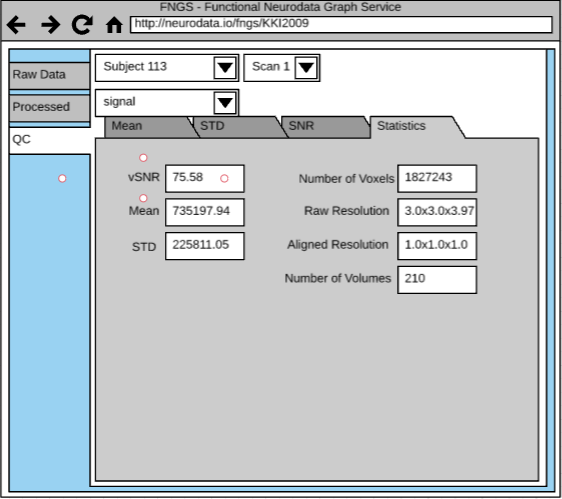 FNGS - Functional Neurodata Graph Service
http://neurodata.io/fngs/KKI2009
Raw Data
Processed
QC
Subject 113
Scan 1
signal
Mean
STD
SNR
Statistics
vSNR 75.58
Mean 735197.94
STD 225811.05
Number of Voxels 1827243
Raw Resolution 3.0x3.0x3.97
Aligned Resolution 1.0x1.0x1.0
Number of Volumes 210